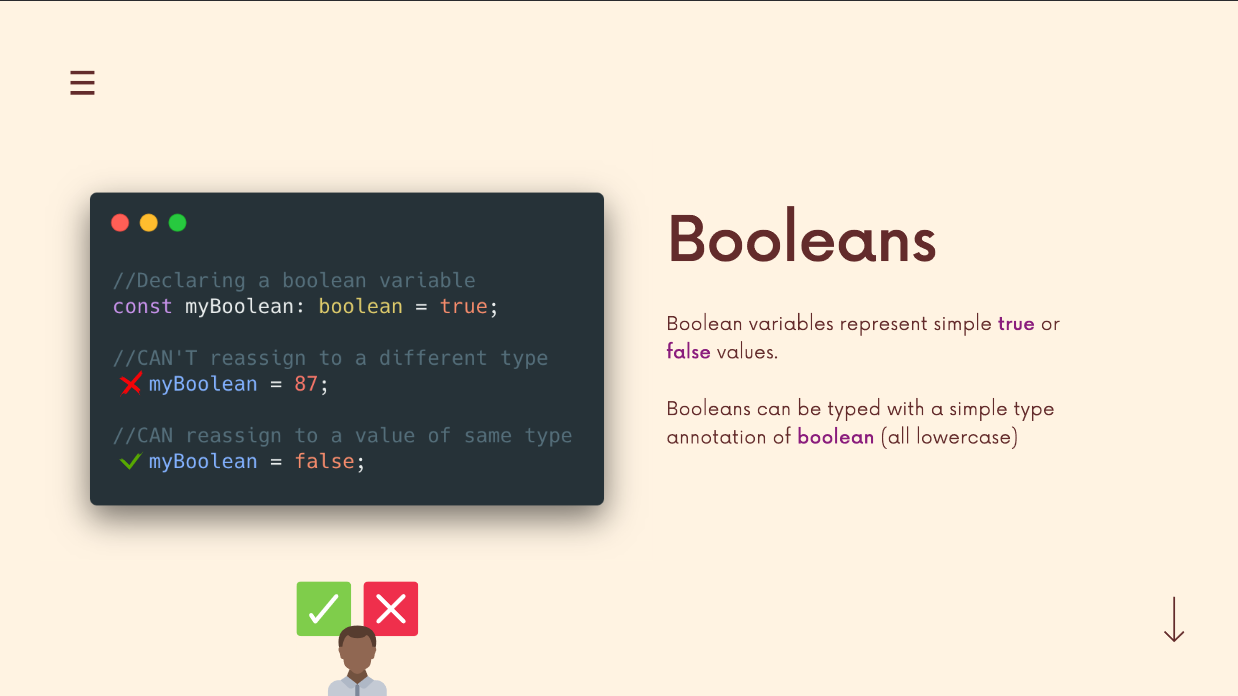 //Declaring a boolean variable
const myBoolean: boolean = true;
//CAN'T reassign to a different type
myBoolean = 87;
//CAN reassign to a value of same type
myBoolean = false;
Booleans
Boolean variables represent simple true or
false values.
Booleans can be typed with a simple type
annotation of boolean (all lowercase)